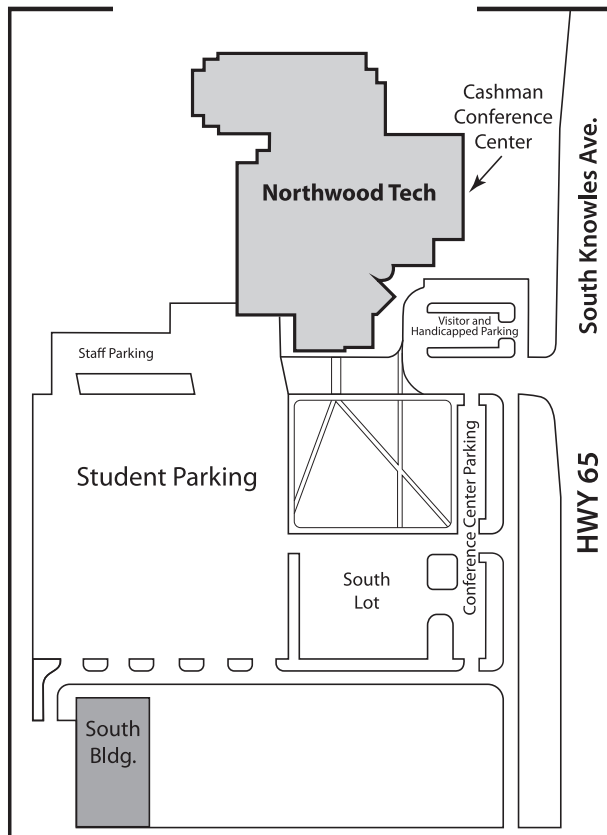 Cashman
Conference
Center
Northwood Tech
South Knowles Ave.
Visitor and
Handicapped Parking
Staff Parking
Student Parking
Conference Center Parking
HWY 65
South
Lot
South
Bldg.